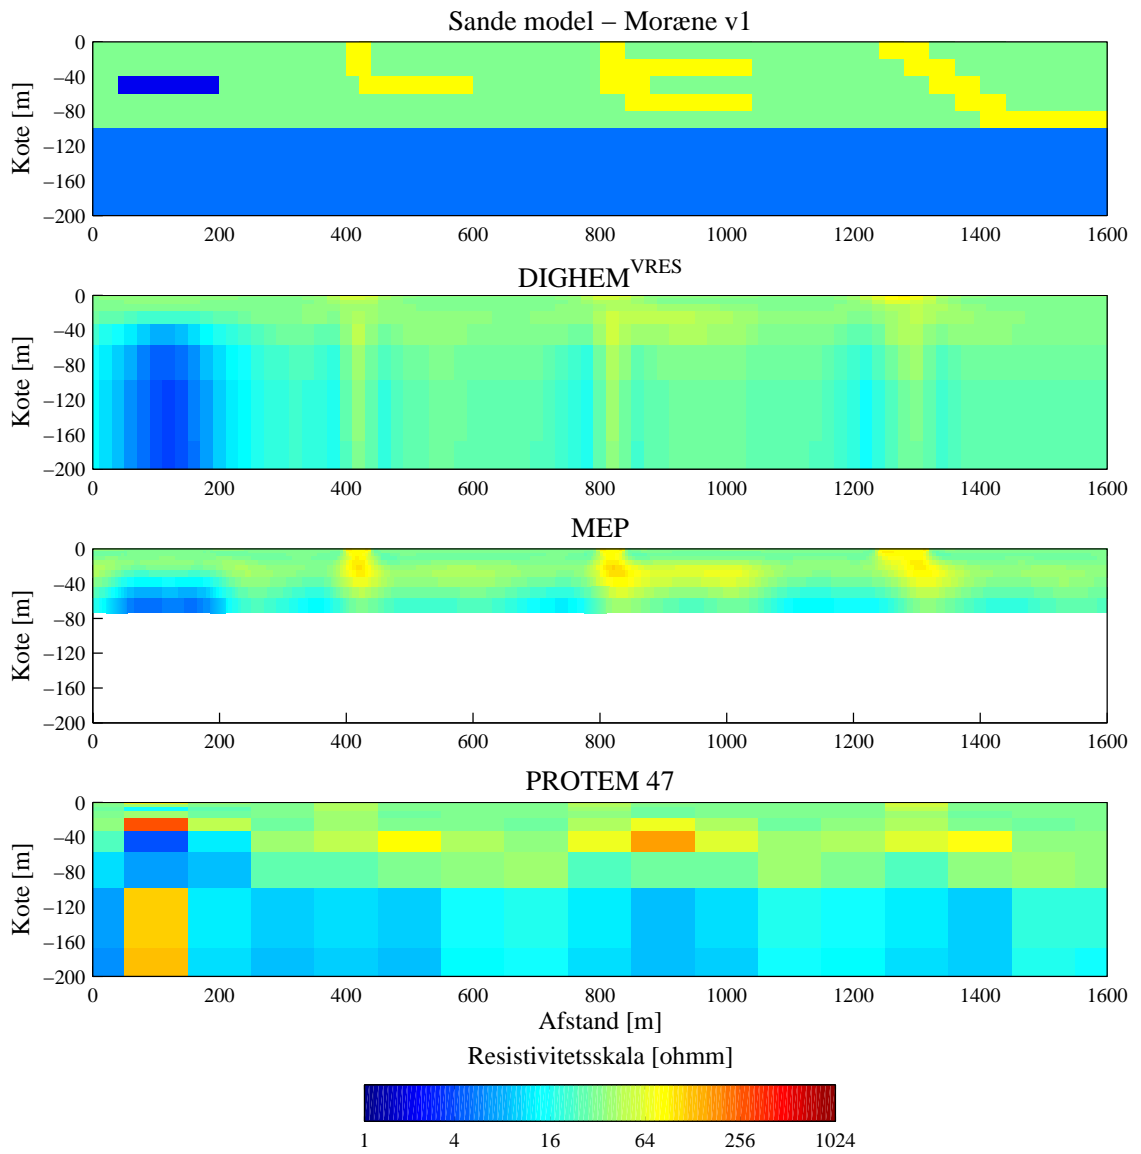 Sande model – Moræne v1
0
–40
–80
–120
–160
–200
Kote [m]
0 200 400 600 800 1000 1200 1400 1600
DIGHEM^VRES
0
–40
–80
–120
–160
–200
Kote [m]
0 200 400 600 800 1000 1200 1400 1600
MEP
0
–40
–80
–120
–160
–200
Kote [m]
0 200 400 600 800 1000 1200 1400 1600
PROTEM 47
0
–40
–80
–120
–160
–200
Kote [m]
0 200 400 600 800 1000 1200 1400 1600
Afstand [m]
Resistivitetsskala [ohmm]
1 4 16 64 256 1024